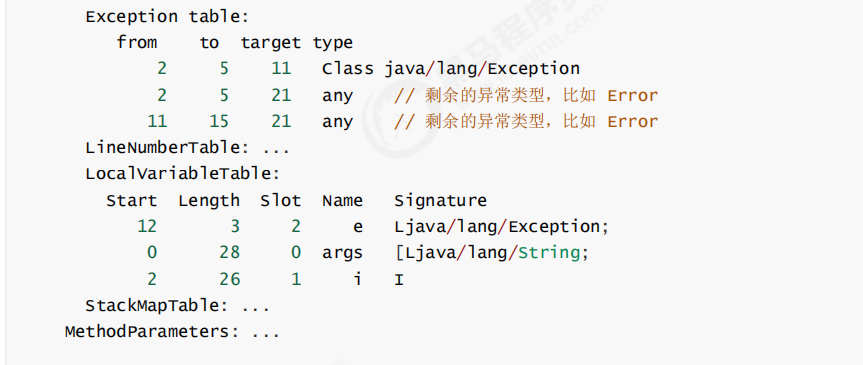 Exception table:
from to target type
2 5 11 Class java/lang/Exception
2 5 21 any // 剩余的异常类型，比如 Error
11 15 21 any // 剩余的异常类型，比如 Error
LineNumberTable: ...
LocalVariableTable:
Start Length Slot Name Signature
12 3 2 e Ljava/lang/Exception;
0 28 0 args [Ljava/lang/String;
2 26 1 i I
StackMapTable: ...
MethodParameters: ...